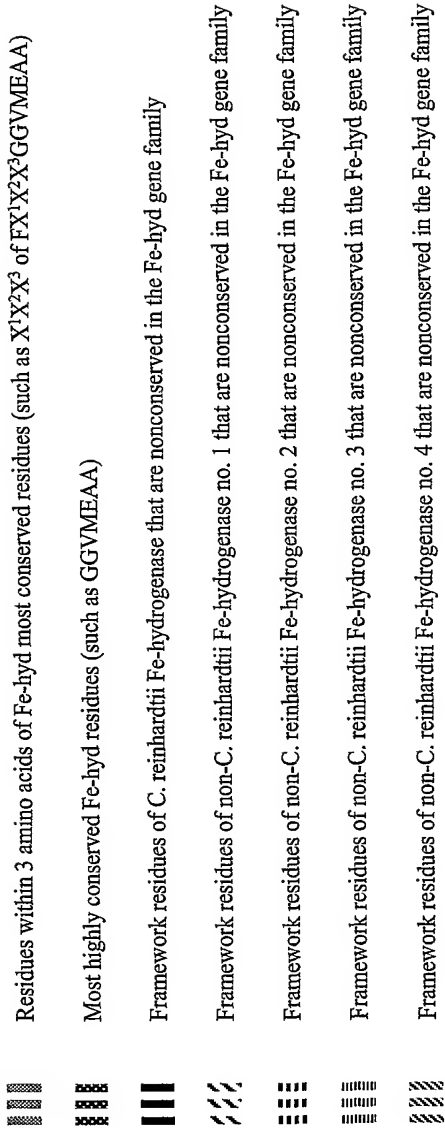 Residues within 3 amino acids of Fe-hyd most conserved residues (such as X¹X²X³ of FX¹X²X³GGVMEAA)
Most highly conserved Fe-hyd residues (such as GGVMEAA)
Framework residues of C. reinhardtii Fe-hydrogenase that are nonconserved in the Fe-hyd gene family
Framework residues of non-C. reinhardtii Fe-hydrogenase no. 1 that are nonconserved in the Fe-hyd gene family
Framework residues of non-C. reinhardtii Fe-hydrogenase no. 2 that are nonconserved in the Fe-hyd gene family
Framework residues of non-C. reinhardtii Fe-hydrogenase no. 3 that are nonconserved in the Fe-hyd gene family
Framework residues of non-C. reinhardtii Fe-hydrogenase no. 4 that are nonconserved in the Fe-hyd gene family